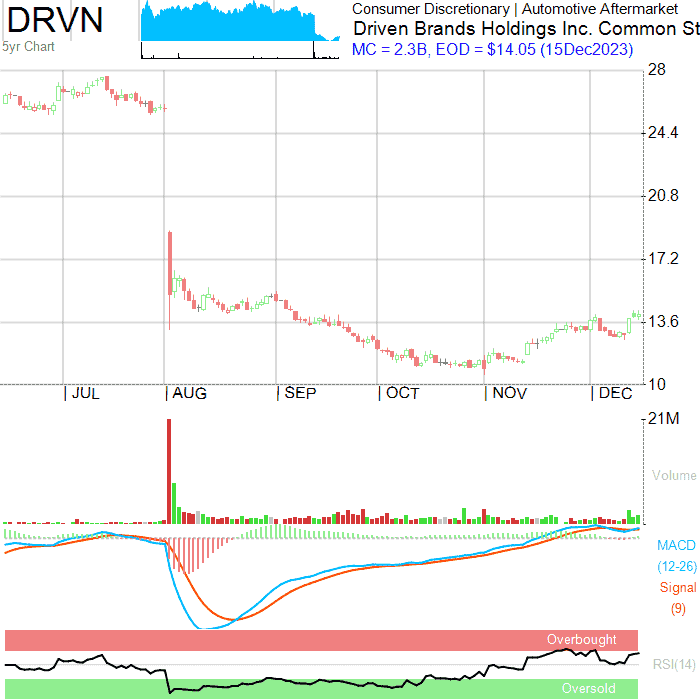 DRVN
5yr Chart
Consumer Discretionary | Automotive Aftermarket
Driven Brands Holdings Inc. Common St
MC = 2.3B, EOD = $14.05 (15Dec2023)
28
24.4
20.8
17.2
13.6
10
JUL AUG SEP OCT NOV DEC
21M
Volume
MACD
(12-26)
Signal
(9)
Overbought
RSI(14)
Oversold